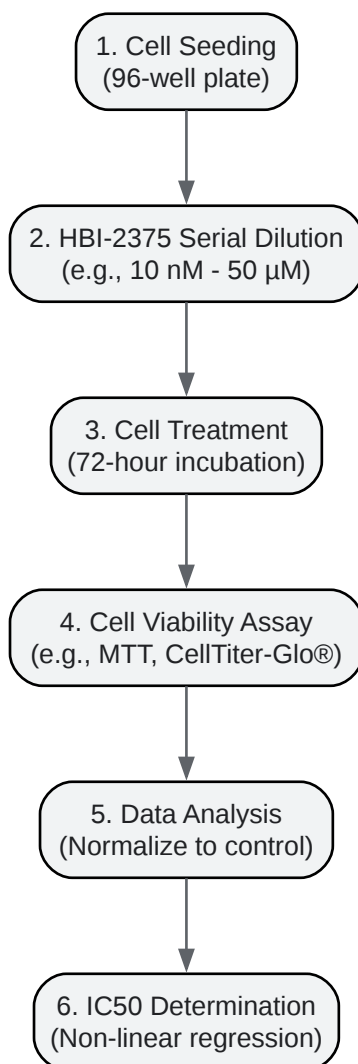 1. Cell Seeding
(96-well plate)
2. HBI-2375 Serial Dilution
(e.g., 10 nM - 50 µM)
3. Cell Treatment
(72-hour incubation)
4. Cell Viability Assay
(e.g., MTT, CellTiter-Glo®)
5. Data Analysis
(Normalize to control)
6. IC50 Determination
(Non-linear regression)